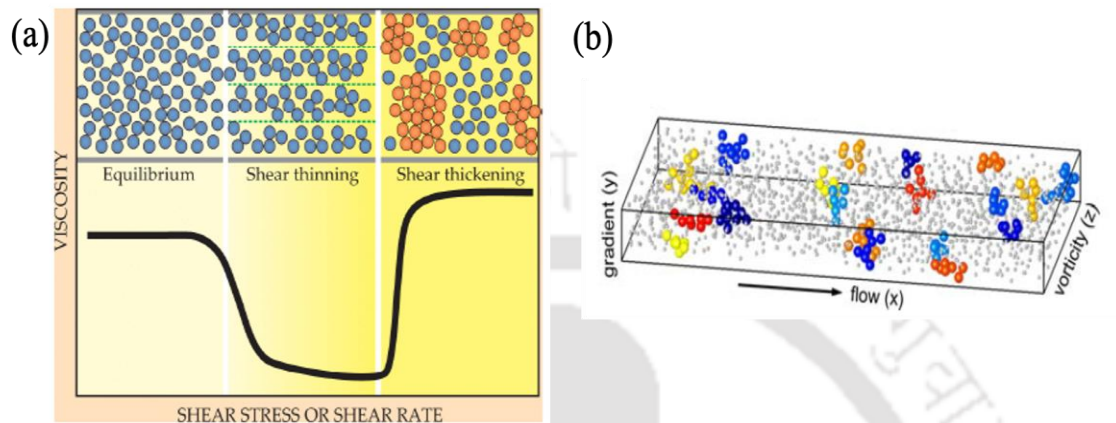 (a)
Equilibrium
Shear thinning
Shear thickening
VISCOSITY
SHEAR STRESS OR SHEAR RATE
(b)
gradient (y)
flow (x)
vorticity (z)